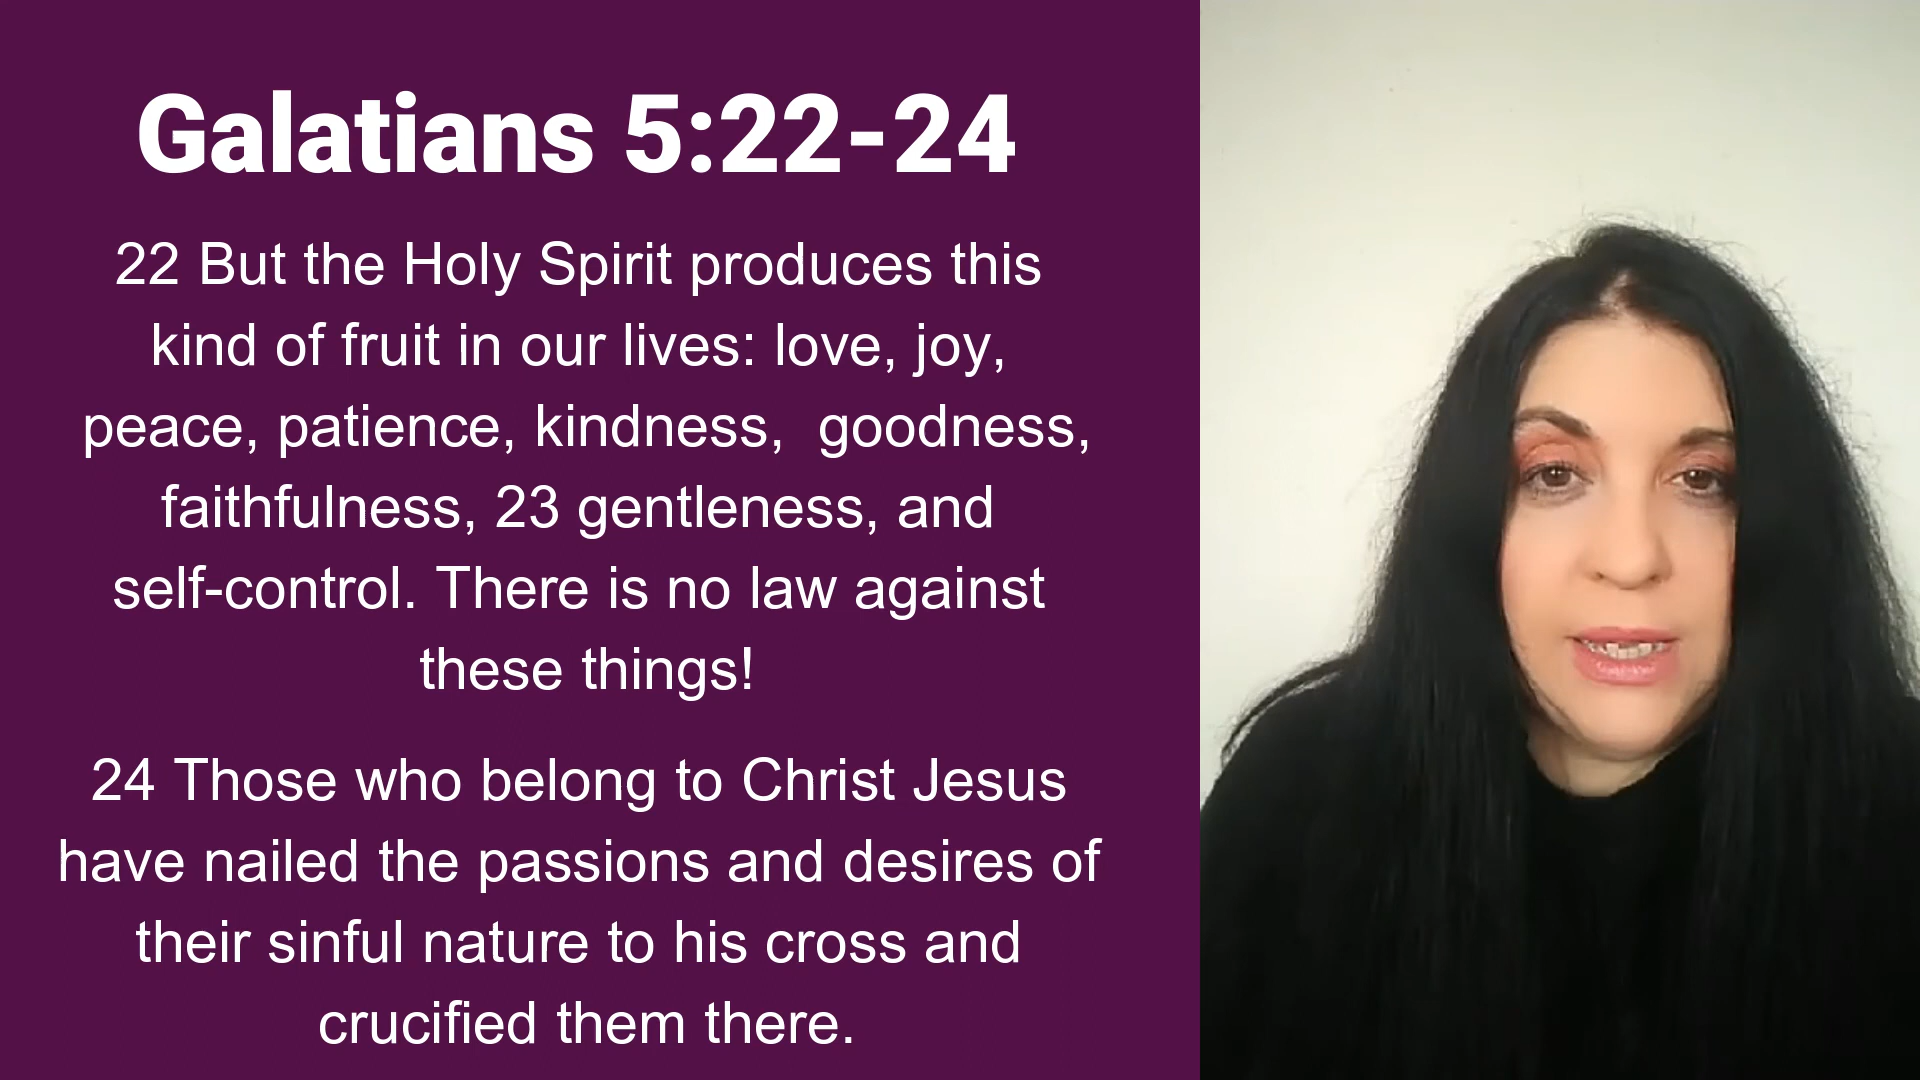 Galatians 5:22-24
22 But the Holy Spirit produces this
kind of fruit in our lives: love, joy,
peace, patience, kindness,  goodness,
faithfulness, 23 gentleness, and
self-control. There is no law against
these things!
24 Those who belong to Christ Jesus
have nailed the passions and desires of
their sinful nature to his cross and
crucified them there.